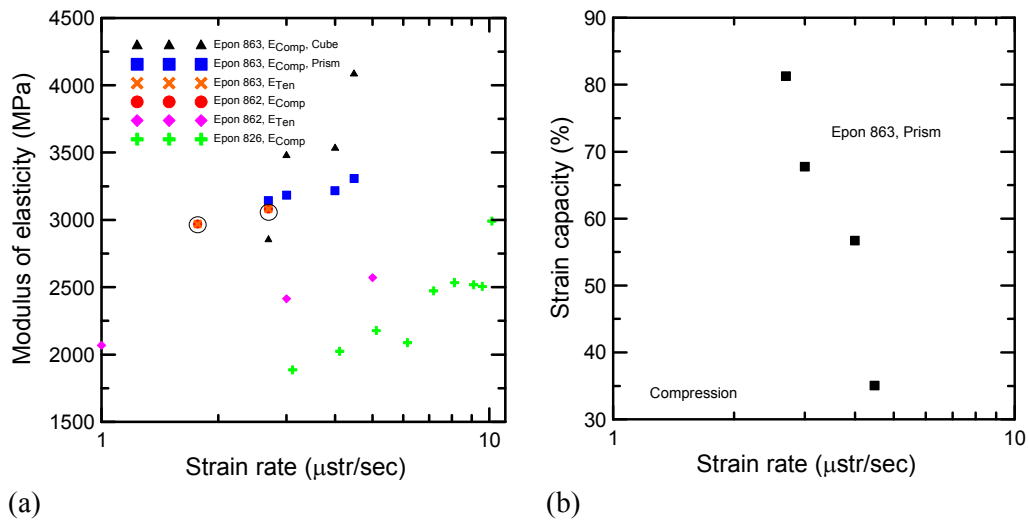 4500
4000
3500
3000
2500
2000
1500
Modulus of elasticity (MPa)
Epon 863, EComp, Cube
Epon 863, EComp, Prism
Epon 863, ETen
Epon 862, EComp
Epon 862, ETen
Epon 826, EComp
1 10
Strain rate (μstr/sec)
(a)
90
80
70
60
50
40
30
Strain capacity (%)
Epon 863, Prism
Compression
1 10
Strain rate (μstr/sec)
(b)